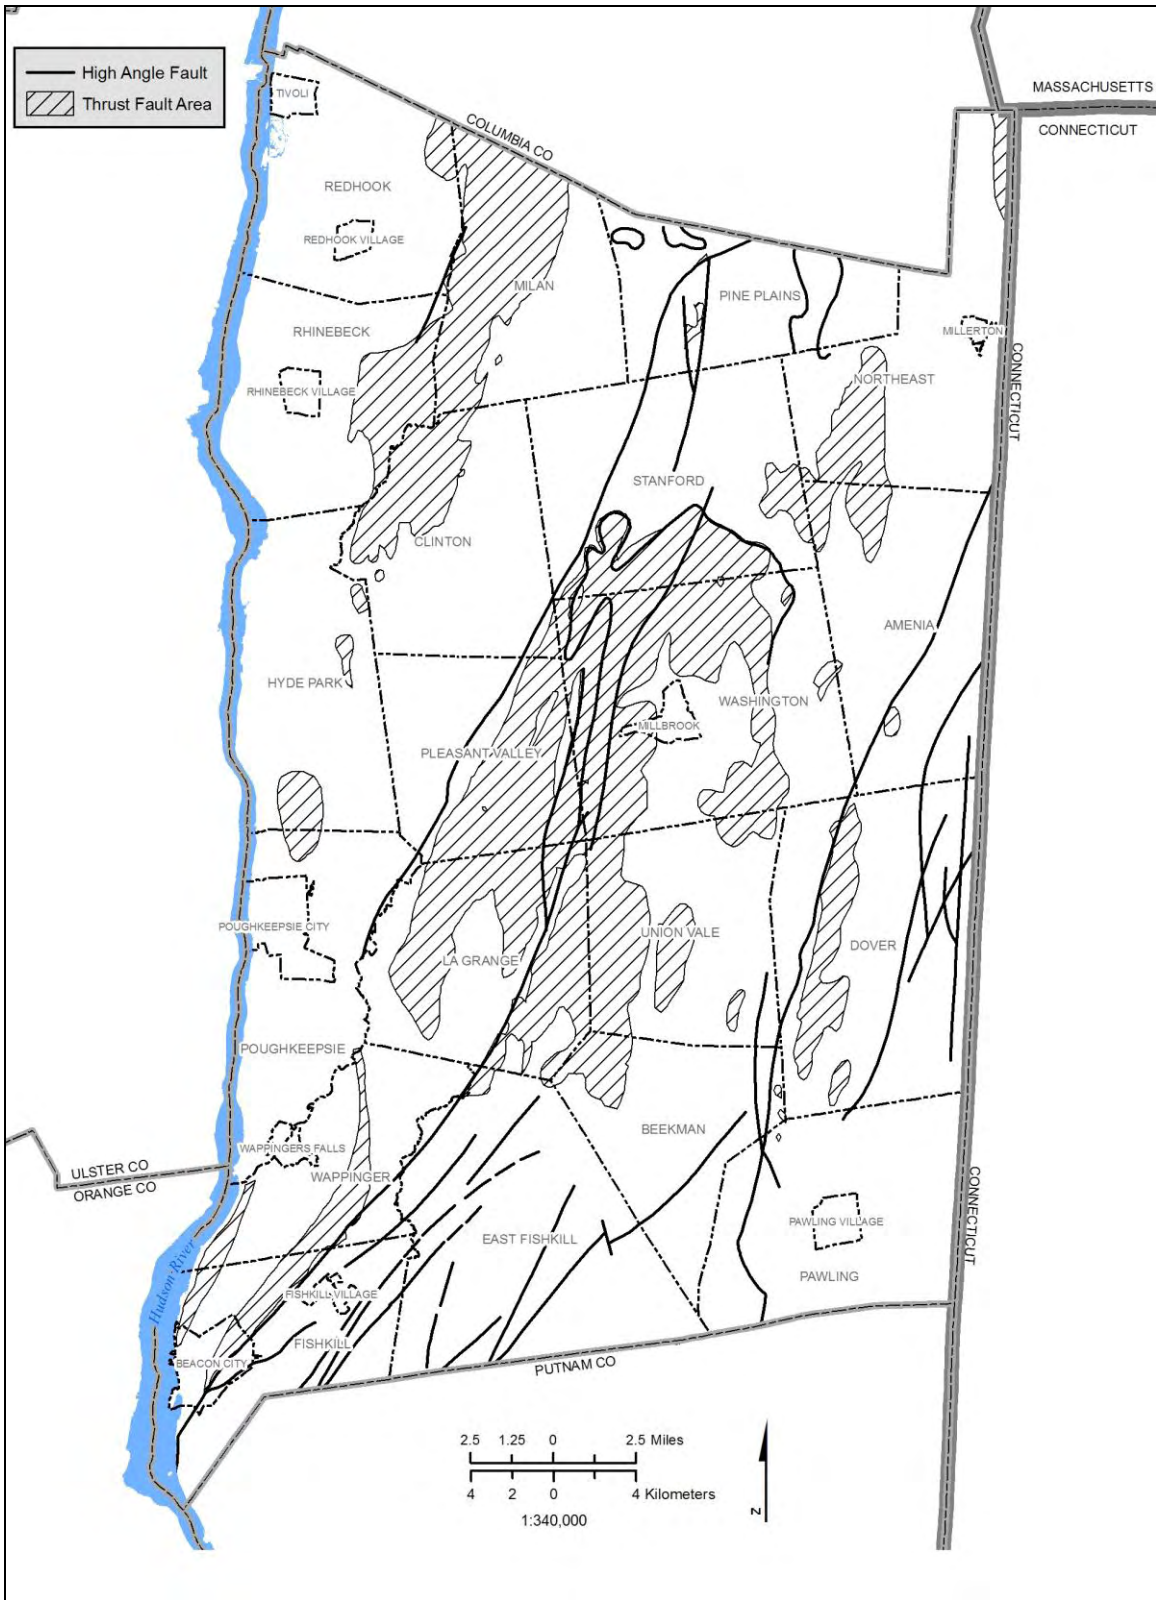 High Angle Fault
Thrust Fault Area
MASSACHUSETTS
CONNECTICUT
COLUMBIA CO
TIVOLI
REDHOOK
REDHOOK VILLAGE
MILAN
PINE PLAINS
RHINEBECK
MILLERTON
CONNECTICUT
NORTHEAST
RHINEBECK VILLAGE
STANFORD
CLINTON
AMENIA
HYDE PARK
WASHINGTON
MILLBROOK
PLEASANT VALLEY
POUGHKEEPSIE CITY
UNION VALE
DOVER
LA GRANGE
POUGHKEEPSIE
BEEKMAN
WAPPINGERS FALLS
ULSTER CO
ORANGE CO
WAPPINGER
CONNECTICUT
PAWLING VILLAGE
EAST FISHKILL
Hudson River
PAWLING
FISHKILL VILLAGE
FISHKILL
BEACON CITY
PUTNAM CO
2.5 1.25 0 2.5 Miles
4 2 0 4 Kilometers
1:340,000
N